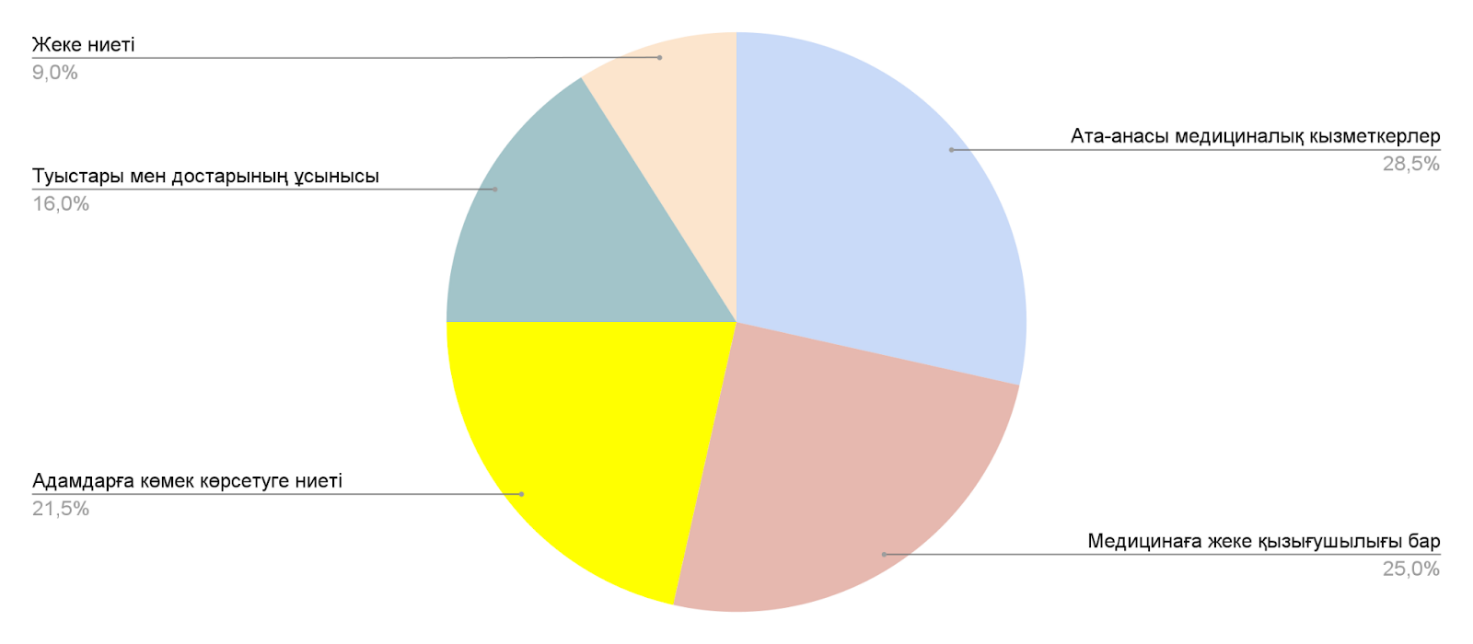 Жеке ниеті
9,0%
Ата-анасы медициналық кызметкерлер
28,5%
Туыстары мен достарының ұсынысы
16,0%
Адамдарға көмек көрсетуге ниеті
21,5%
Медицинаға жеке қызығушылығы бар
25,0%